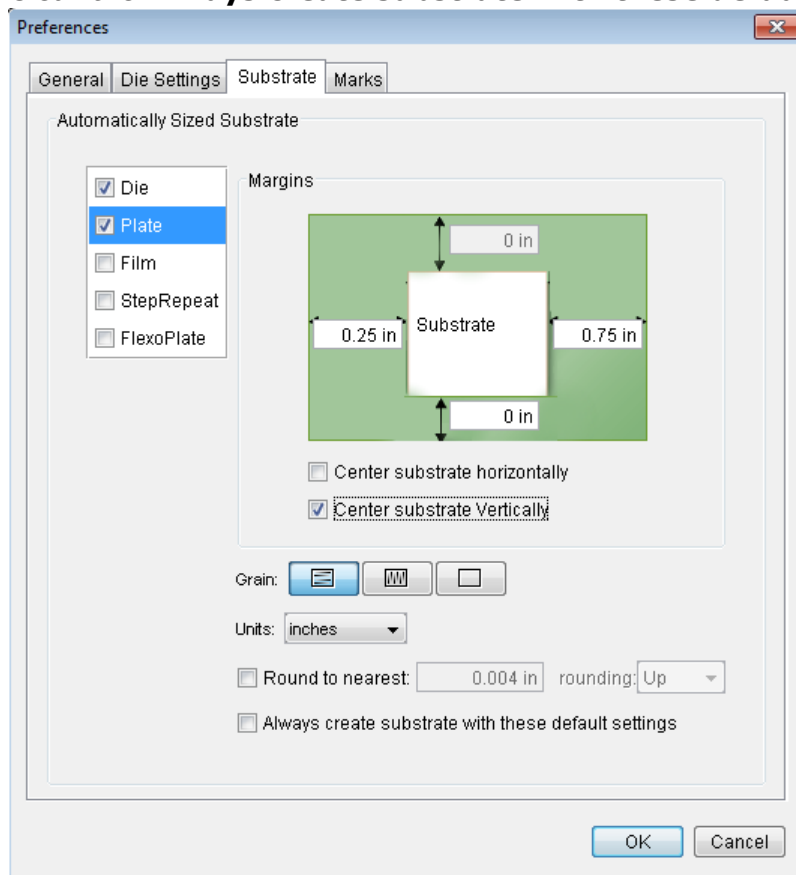 Preferences
General Die Settings Substrate Marks
Automatically Sized Substrate
Die
Plate
Film
StepRepeat
FlexoPlate
Margins
0 in
0.25 in
Substrate
0.75 in
0 in
Center substrate horizontally
Center substrate Vertically
Grain:
Units: inches
Round to nearest: 0.004 in rounding: Up
Always create substrate with these default settings
OK Cancel